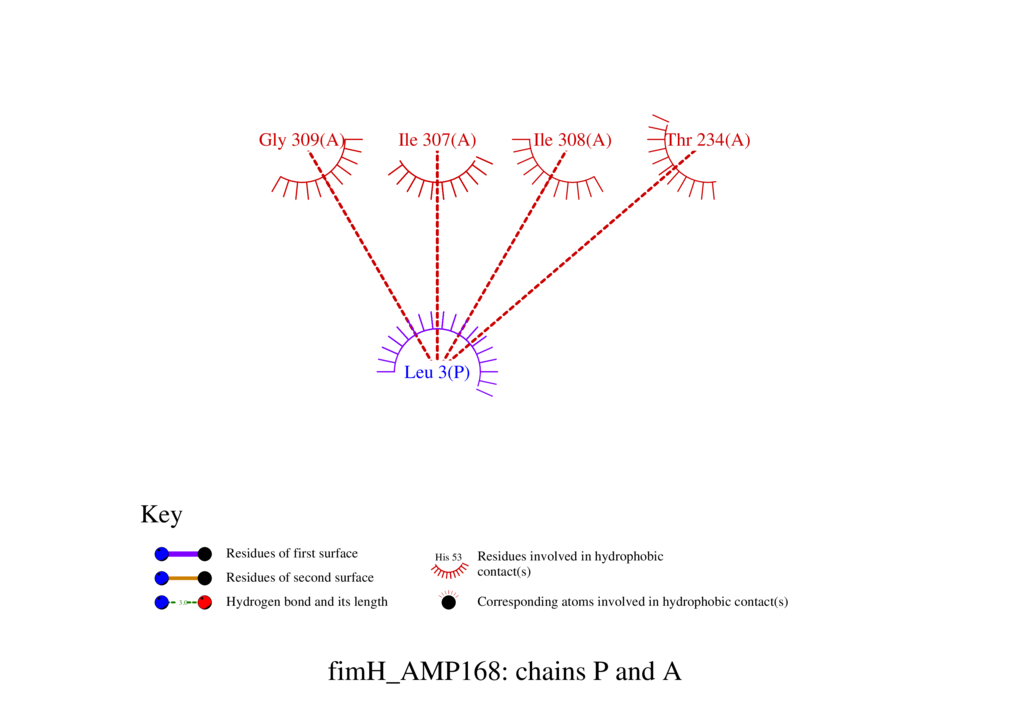 Gly 309(A) Ile 307(A) Ile 308(A) Thr 234(A)
Leu 3(P)
Key
Residues of first surface
Residues of second surface
3.0
Hydrogen bond and its length
His 53
Residues involved in hydrophobic
contact(s)
Corresponding atoms involved in hydrophobic contact(s)
fimH_AMP168: chains P and A